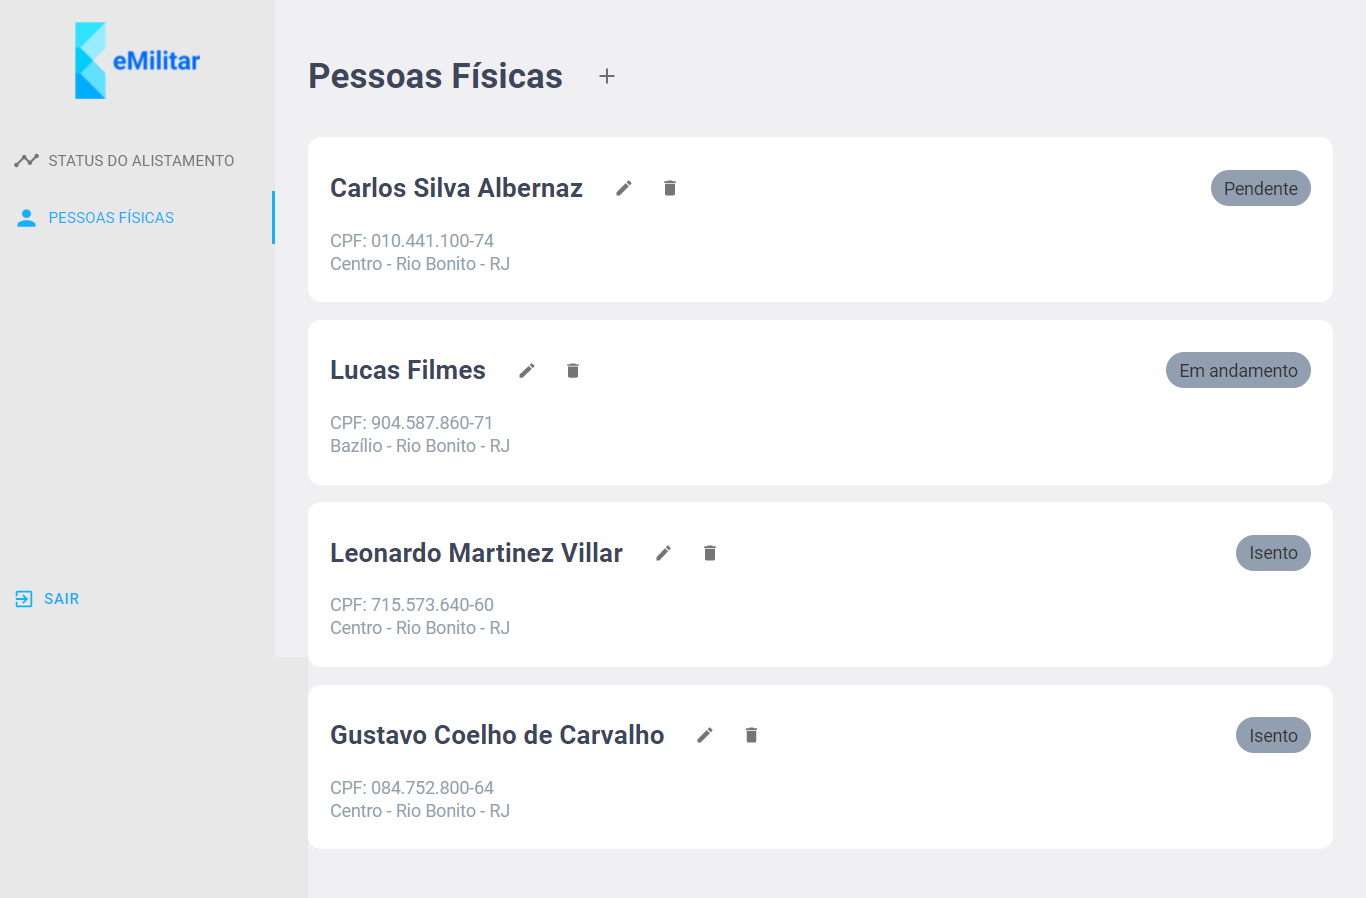 eMilitar
STATUS DO ALISTAMENTO
PESSOAS FÍSICAS
SAIR
Pessoas Físicas
Carlos Silva Albernaz
Pendente
CPF: 010.441.100-74
Centro - Rio Bonito - RJ
Lucas Filmes
Em andamento
CPF: 904.587.860-71
Bazílio - Rio Bonito - RJ
Leonardo Martinez Villar
Isento
CPF: 715.573.640-60
Centro - Rio Bonito - RJ
Gustavo Coelho de Carvalho
Isento
CPF: 084.752.800-64
Centro - Rio Bonito - RJ